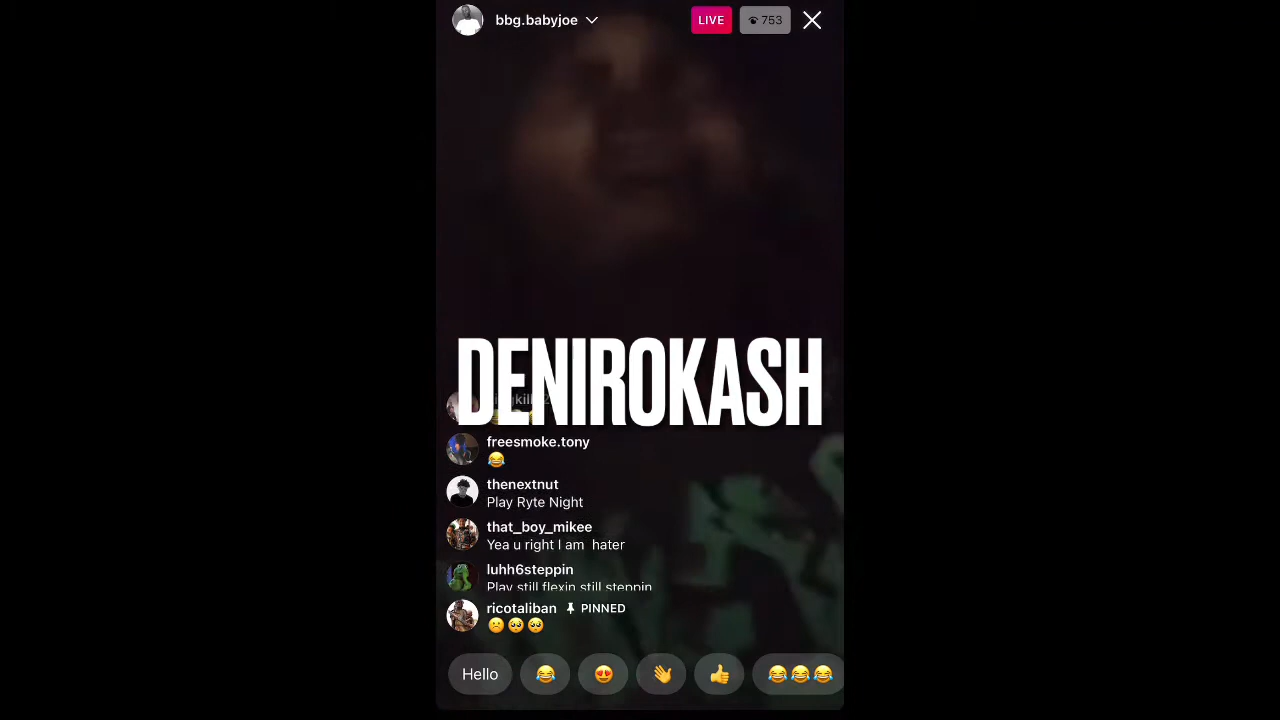 bbg.babyjoe
LIVE
753
DENIROKASH
freesmoke.tony
😂
thenextnut
Play Ryte Night
that_boy_mikee
Yea u right I am hater
luhh6steppin
Play still flexin still steppin
ricotaliban PINNED
☹️🥺🥺
Hello 😂 😍 👋 👍 😂😂😂